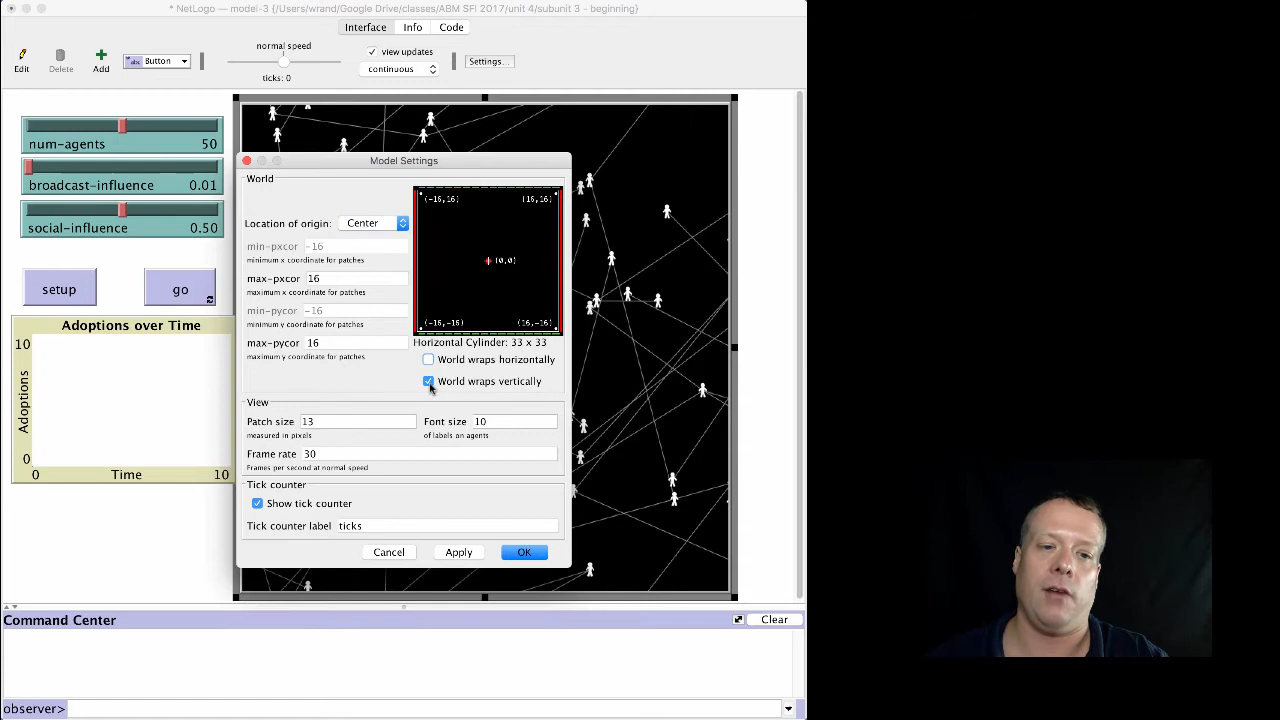 * NetLogo — model-3 {/Users/wrand/Google Drive/classes/ABM SFI 2017/unit 4/subunit 3 - beginning}
Interface Info Code
Edit
Delete
Add
abc Button
normal speed
ticks: 0
view updates
continuous
Settings...
num-agents 50
broadcast-influence 0.01
social-influence 0.50
setup
go
Adoptions over Time
10
Adoptions
0
0 Time 10
Model Settings
World
Location of origin: Center
min-pxcor -16
minimum x coordinate for patches
max-pxcor 16
maximum x coordinate for patches
min-pycor -16
minimum y coordinate for patches
max-pycor 16
maximum y coordinate for patches
(-16,16) (16,16)
(0,0)
(-16,-16) (16,-16)
Horizontal Cylinder: 33 x 33
World wraps horizontally
World wraps vertically
View
Patch size 13
measured in pixels
Font size 10
of labels on agents
Frame rate 30
Frames per second at normal speed
Tick counter
Show tick counter
Tick counter label ticks
Cancel Apply OK
Command Center
Clear
observer>